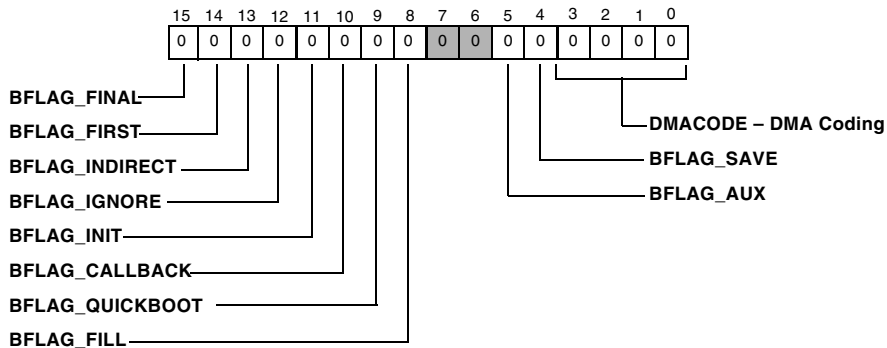 15 14 13 12 11 10 9 8 7 6 5 4 3 2 1 0
0 0 0 0 0 0 0 0 0 0 0 0 0 0 0 0
BFLAG_FINAL
BFLAG_FIRST
DMACODE – DMA Coding
BFLAG_INDIRECT
BFLAG_SAVE
BFLAG_IGNORE
BFLAG_AUX
BFLAG_INIT
BFLAG_CALLBACK
BFLAG_QUICKBOOT
BFLAG_FILL